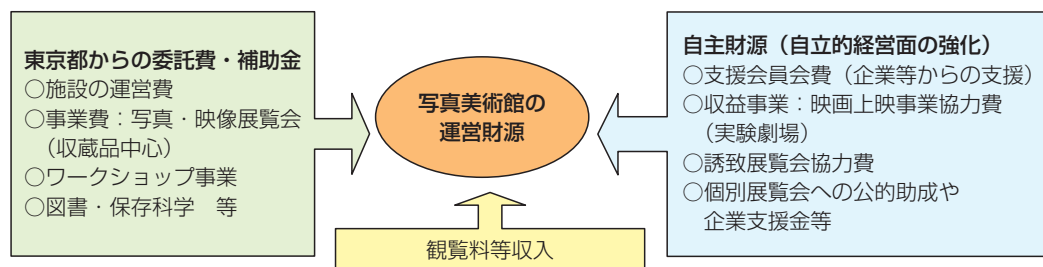 東京都からの委託費・補助金
○施設の運営費
○事業費：写真・映像展覧会
（収蔵品中心）
○ワークショップ事業
○図書・保存科学　等
写真美術館の
運営財源
観覧料等収入
自主財源（自立的経営面の強化）
○支援会員会費（企業等からの支援）
○収益事業：映画上映事業協力費
（実験劇場）
○誘致展覧会協力費
○個別展覧会への公的助成や
企業支援金等